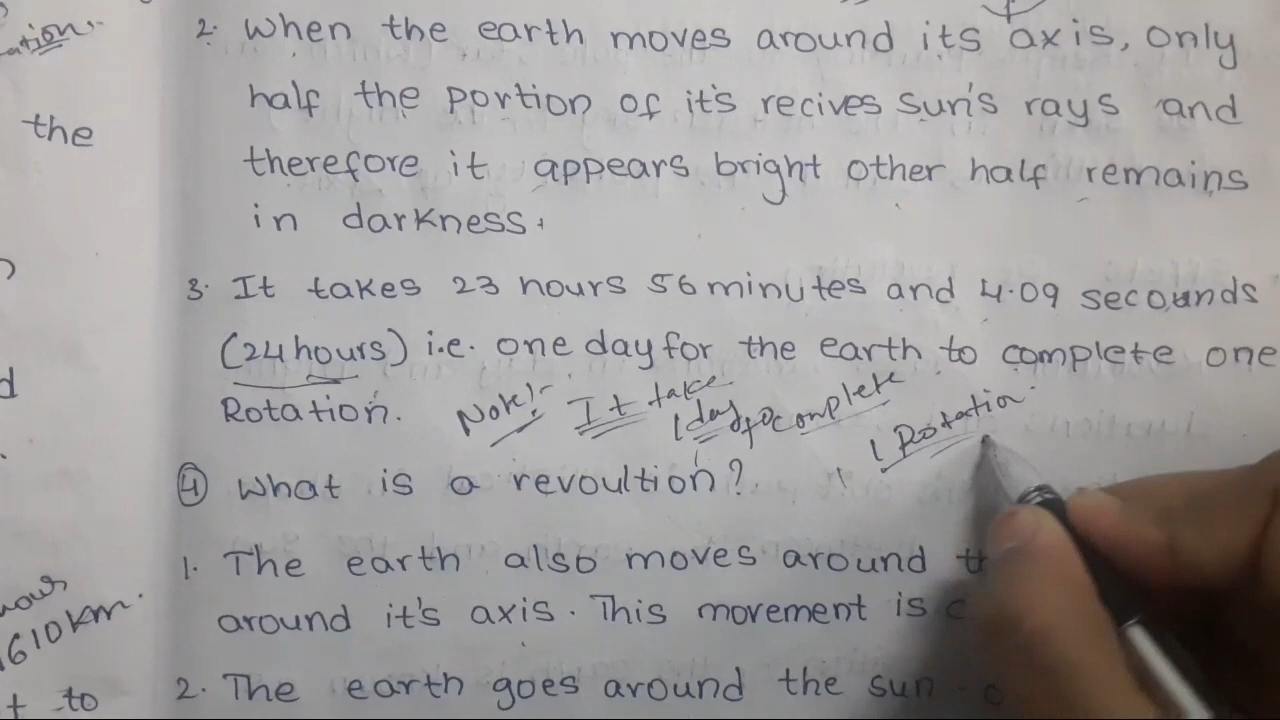 ation
2. When the earth moves around its axis, only
half the portion of it's recives sun's rays and
the
therefore it appears bright other half remains
in darkness.
3. It takes 23 hours 56 minutes and 4.09 secounds
(24 hours) i.e. one day for the earth to complete one
d
Rotation. Note:- It take 1 day to complete 1 Rotation
④ What is a revoultion?
1. The earth also moves around t
around it's axis. This movement is c
1610 km.
2. The earth goes around the sun
t to